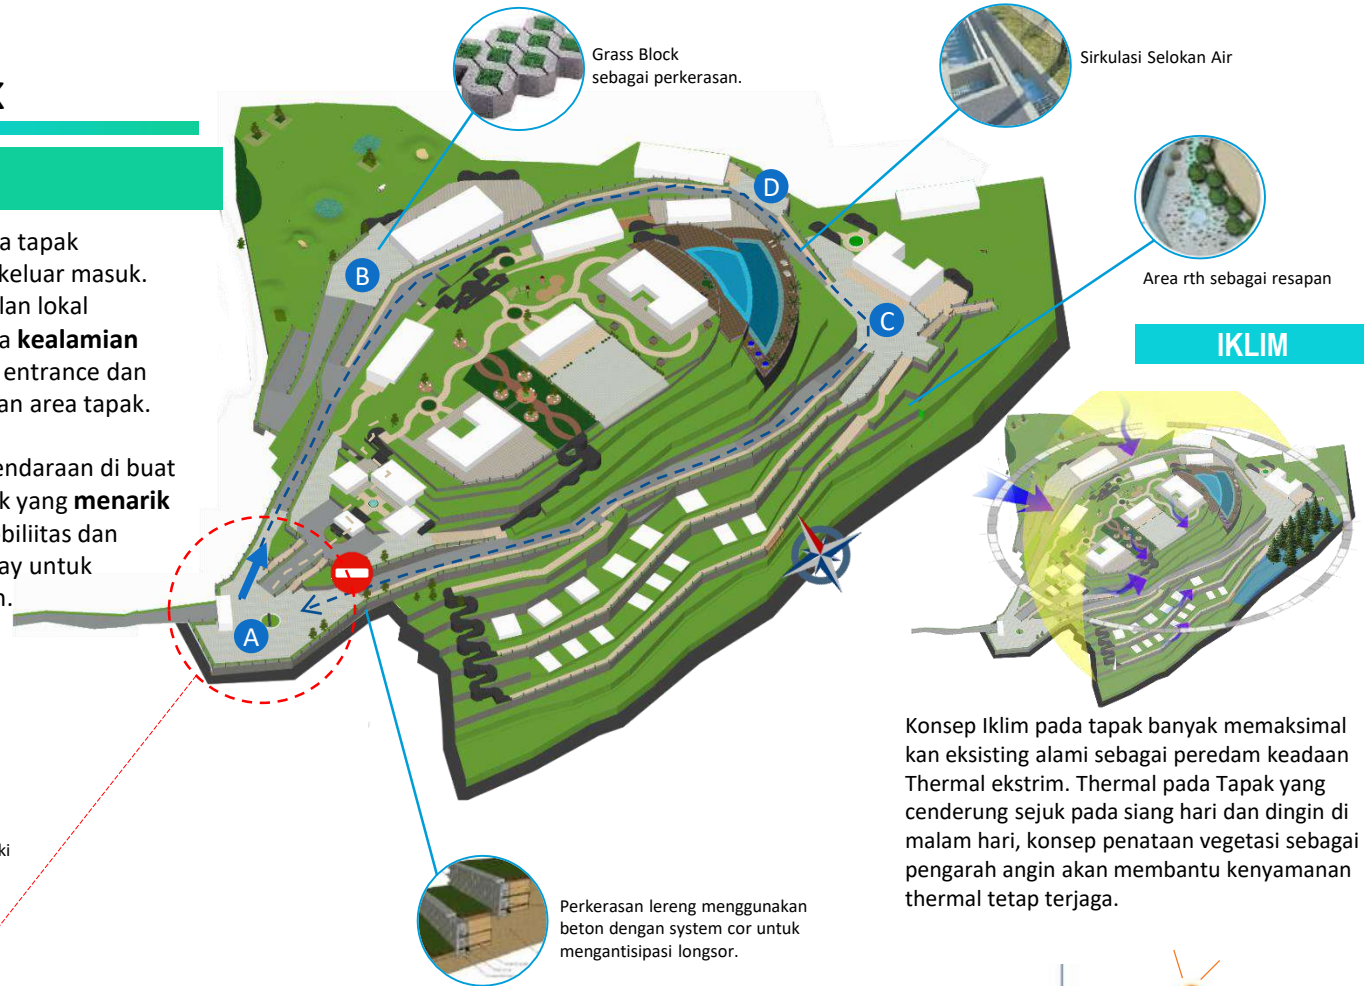 K
a tapak
keluar masuk.
lan lokal
a kealamian
entrance dan
an area tapak.
endaraan di buat
k yang menarik
ebiliitas dan
ay untuk
n.
ki
Grass Block
sebagai perkerasan.
Sirkulasi Selokan Air
Area rth sebagai resapan
A
B
C
D
Perkerasan lereng menggunakan
beton dengan system cor untuk
mengantisipasi longsor.
IKLIM
Konsep Iklim pada tapak banyak memaksimal
kan eksisting alami sebagai peredam keadaan
Thermal ekstrim. Thermal pada Tapak yang
cenderung sejuk pada siang hari dan dingin di
malam hari, konsep penataan vegetasi sebagai
pengarah angin akan membantu kenyamanan
thermal tetap terjaga.